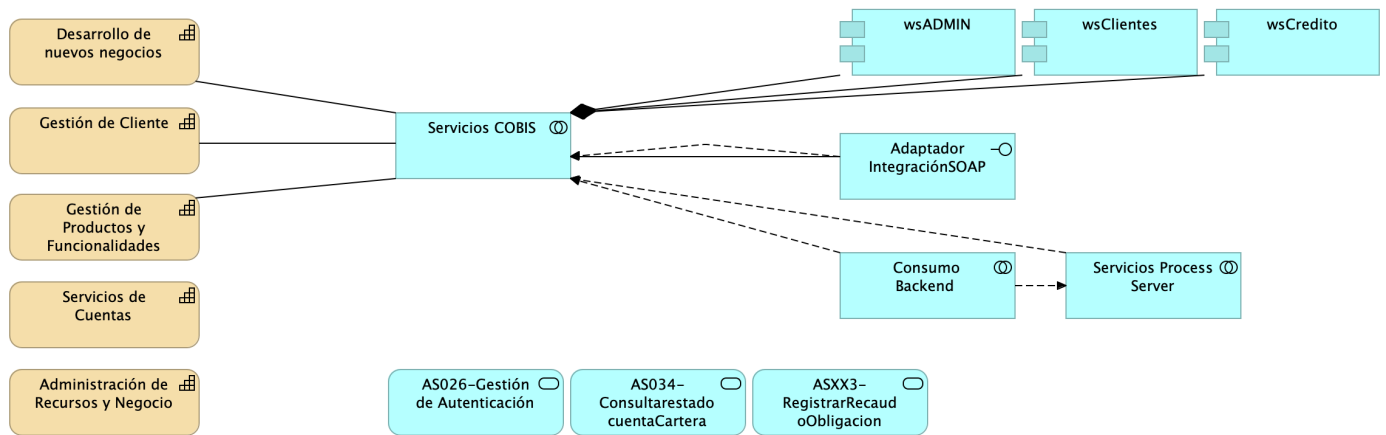 Desarrollo de
nuevos negocios
wsADMIN
wsClientes
wsCredito
Gestión de Cliente
Servicios COBIS
Adaptador
IntegraciónSOAP
Gestión de
Productos y
Funcionalidades
Servicios de
Cuentas
Consumo
Backend
Servicios Process
Server
Administración de
Recursos y Negocio
AS026-Gestión
de Autenticación
AS034-
Consultarestado
cuentaCartera
ASXX3-
RegistrarRecaud
oObligacion